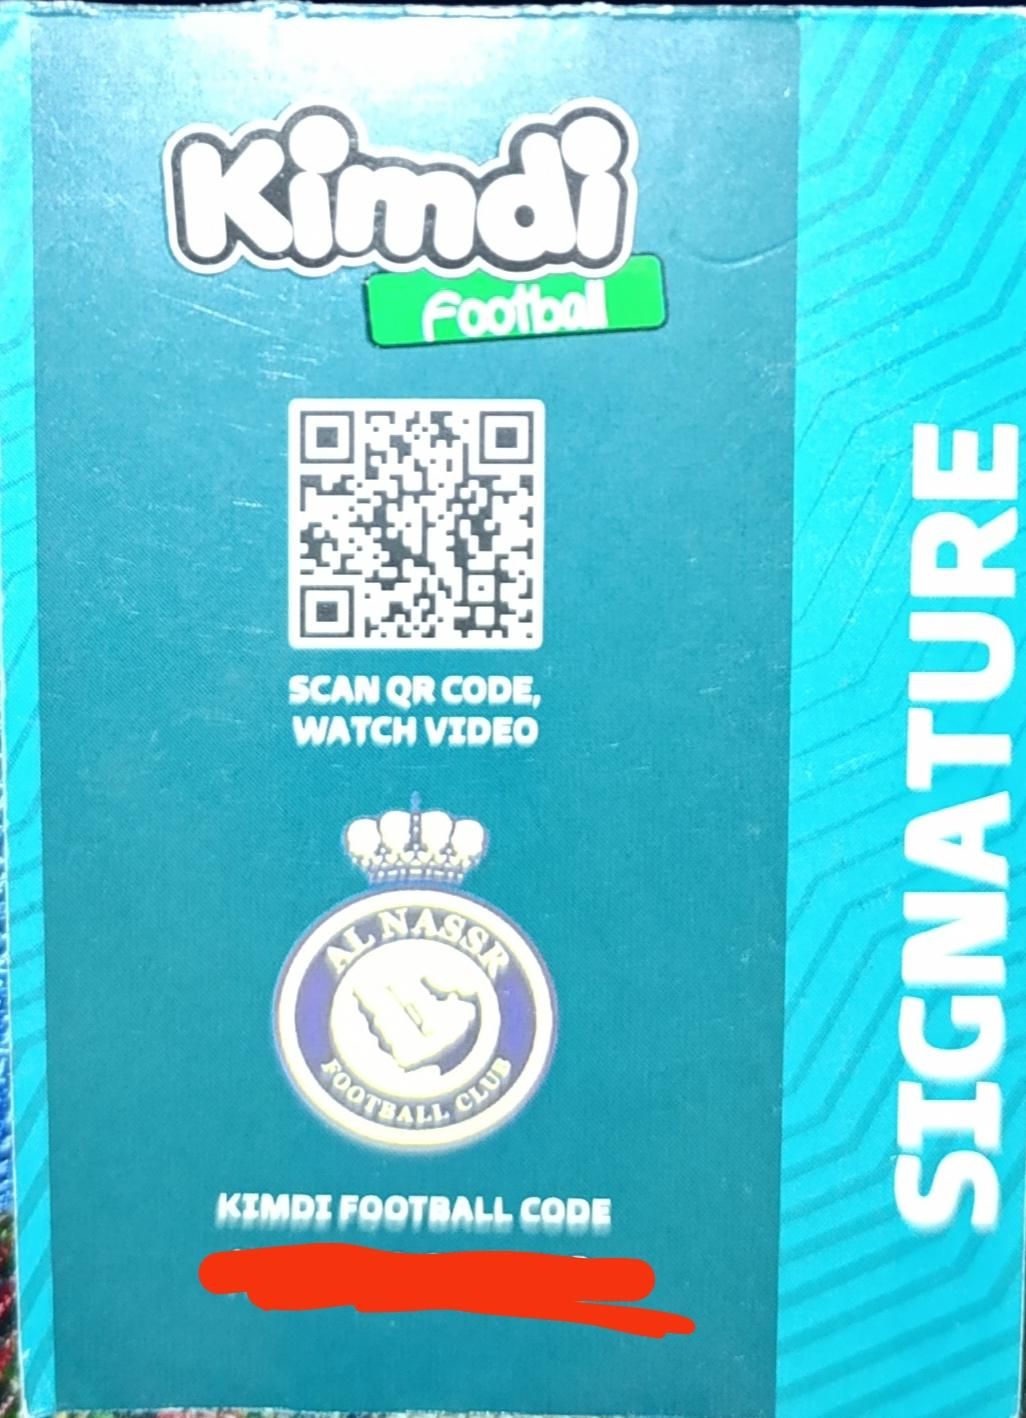 Kimdi
Football
SCAN QR CODE,
WATCH VIDEO
AL NASSR
FOOTBALL CLUB
KIMDI FOOTBALL CODE
SIGNATURE